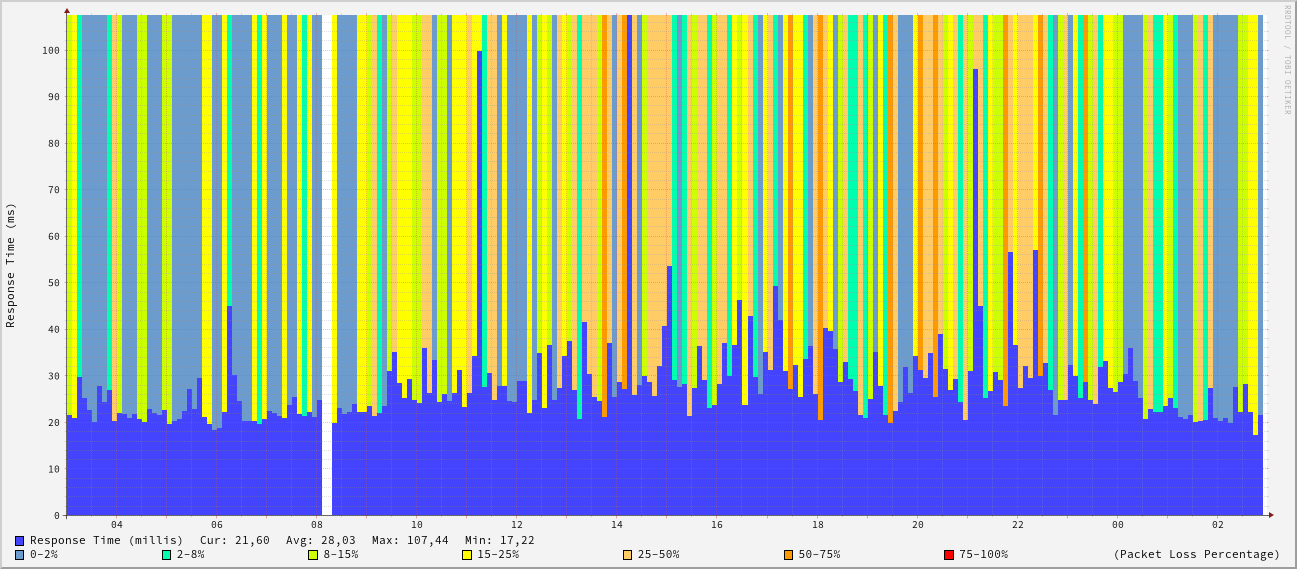 RRDTOOL / TOBI OETIKER
Response Time (ms)
100
90
80
70
60
50
40
30
20
10
0
04 06 08 10 12 14 16 18 20 22 00 02
Response Time (millis) Cur: 21,60 Avg: 28,03 Max: 107,44 Min: 17,22
0-2% 2-8% 8-15% 15-25% 25-50% 50-75% 75-100% (Packet Loss Percentage)